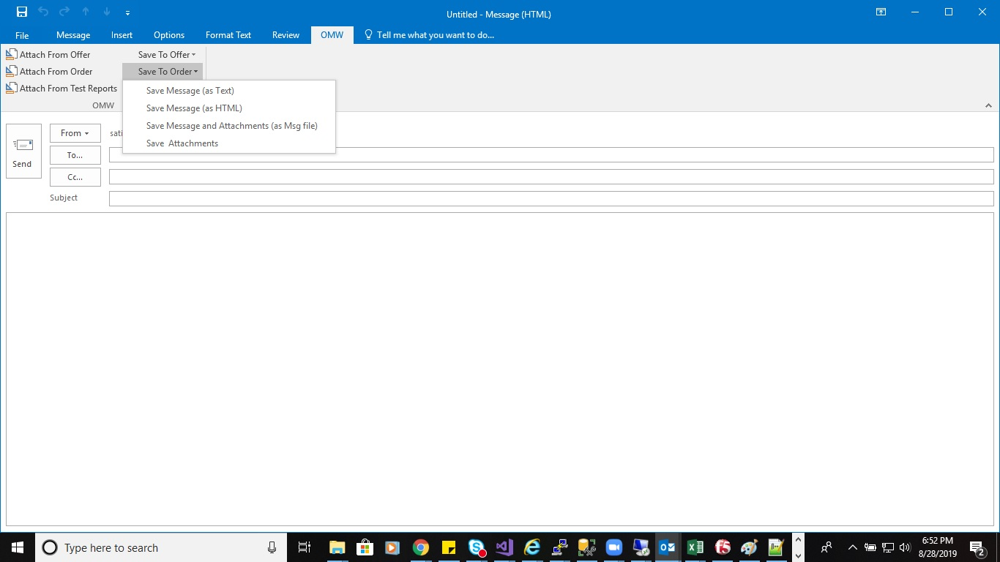 Untitled - Message (HTML)
File Message Insert Options Format Text Review OMW Tell me what you want to do...
Attach From Offer Save To Offer
Attach From Order Save To Order
Attach From Test Reports
OMW
Save Message (as Text)
Save Message (as HTML)
Save Message and Attachments (as Msg file)
Save  Attachments
Send
From
To...
Cc...
Subject
Type here to search
6:52 PM
8/28/2019
2